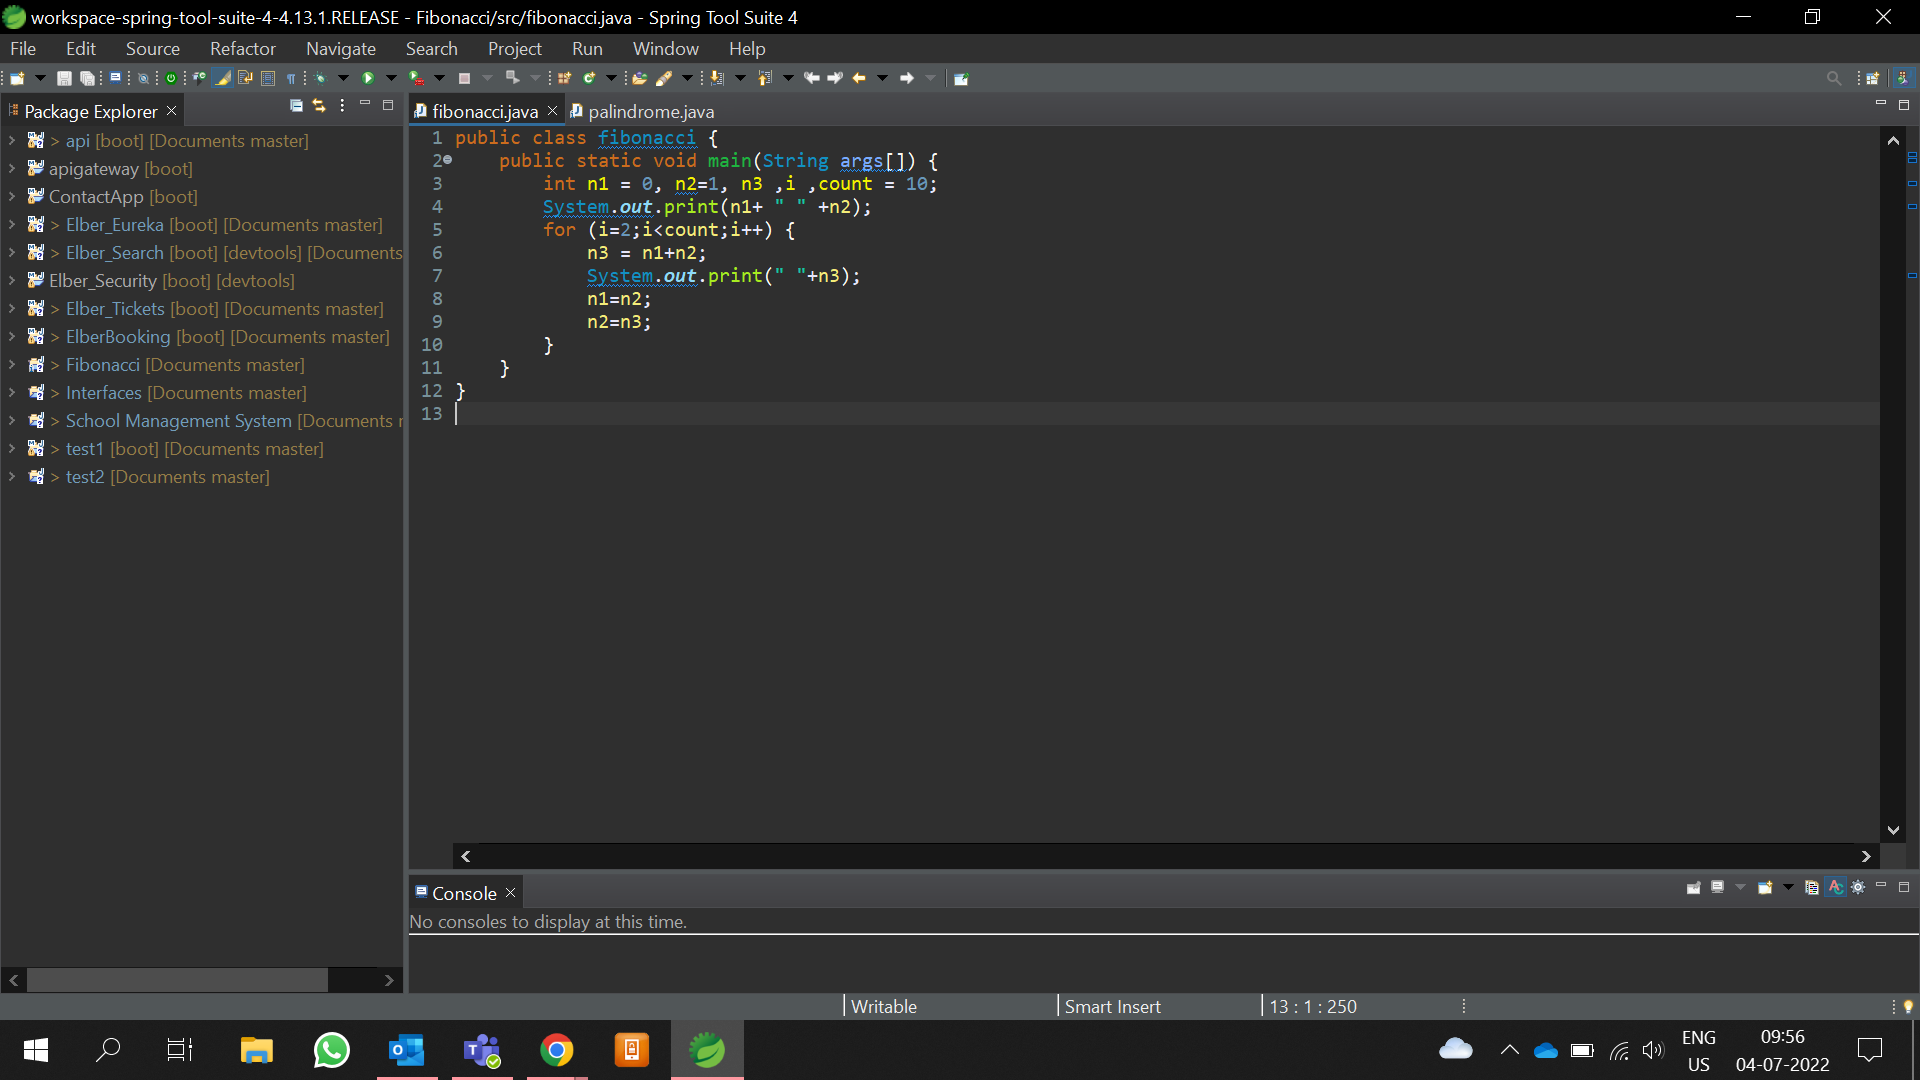 workspace-spring-tool-suite-4-4.13.1.RELEASE - Fibonacci/src/fibonacci.java - Spring Tool Suite 4
File Edit Source Refactor Navigate Search Project Run Window Help
Package Explorer
> api [boot] [Documents master]
apigateway [boot]
ContactApp [boot]
> Elber_Eureka [boot] [Documents master]
> Elber_Search [boot] [devtools] [Documents
Elber_Security [boot] [devtools]
> Elber_Tickets [boot] [Documents master]
> ElberBooking [boot] [Documents master]
> Fibonacci [Documents master]
> Interfaces [Documents master]
> School Management System [Documents
> test1 [boot] [Documents master]
> test2 [Documents master]
fibonacci.java palindrome.java
1 public class fibonacci {
2 public static void main(String args[]) {
3 int n1 = 0, n2=1, n3 ,i ,count = 10;
4 System.out.print(n1+ " " +n2);
5 for (i=2;i<count;i++) {
6 n3 = n1+n2;
7 System.out.print(" "+n3);
8 n1=n2;
9 n2=n3;
10 }
11 }
12 }
13
Console
No consoles to display at this time.
Writable Smart Insert 13 : 1 : 250
ENG
US
09:56
04-07-2022